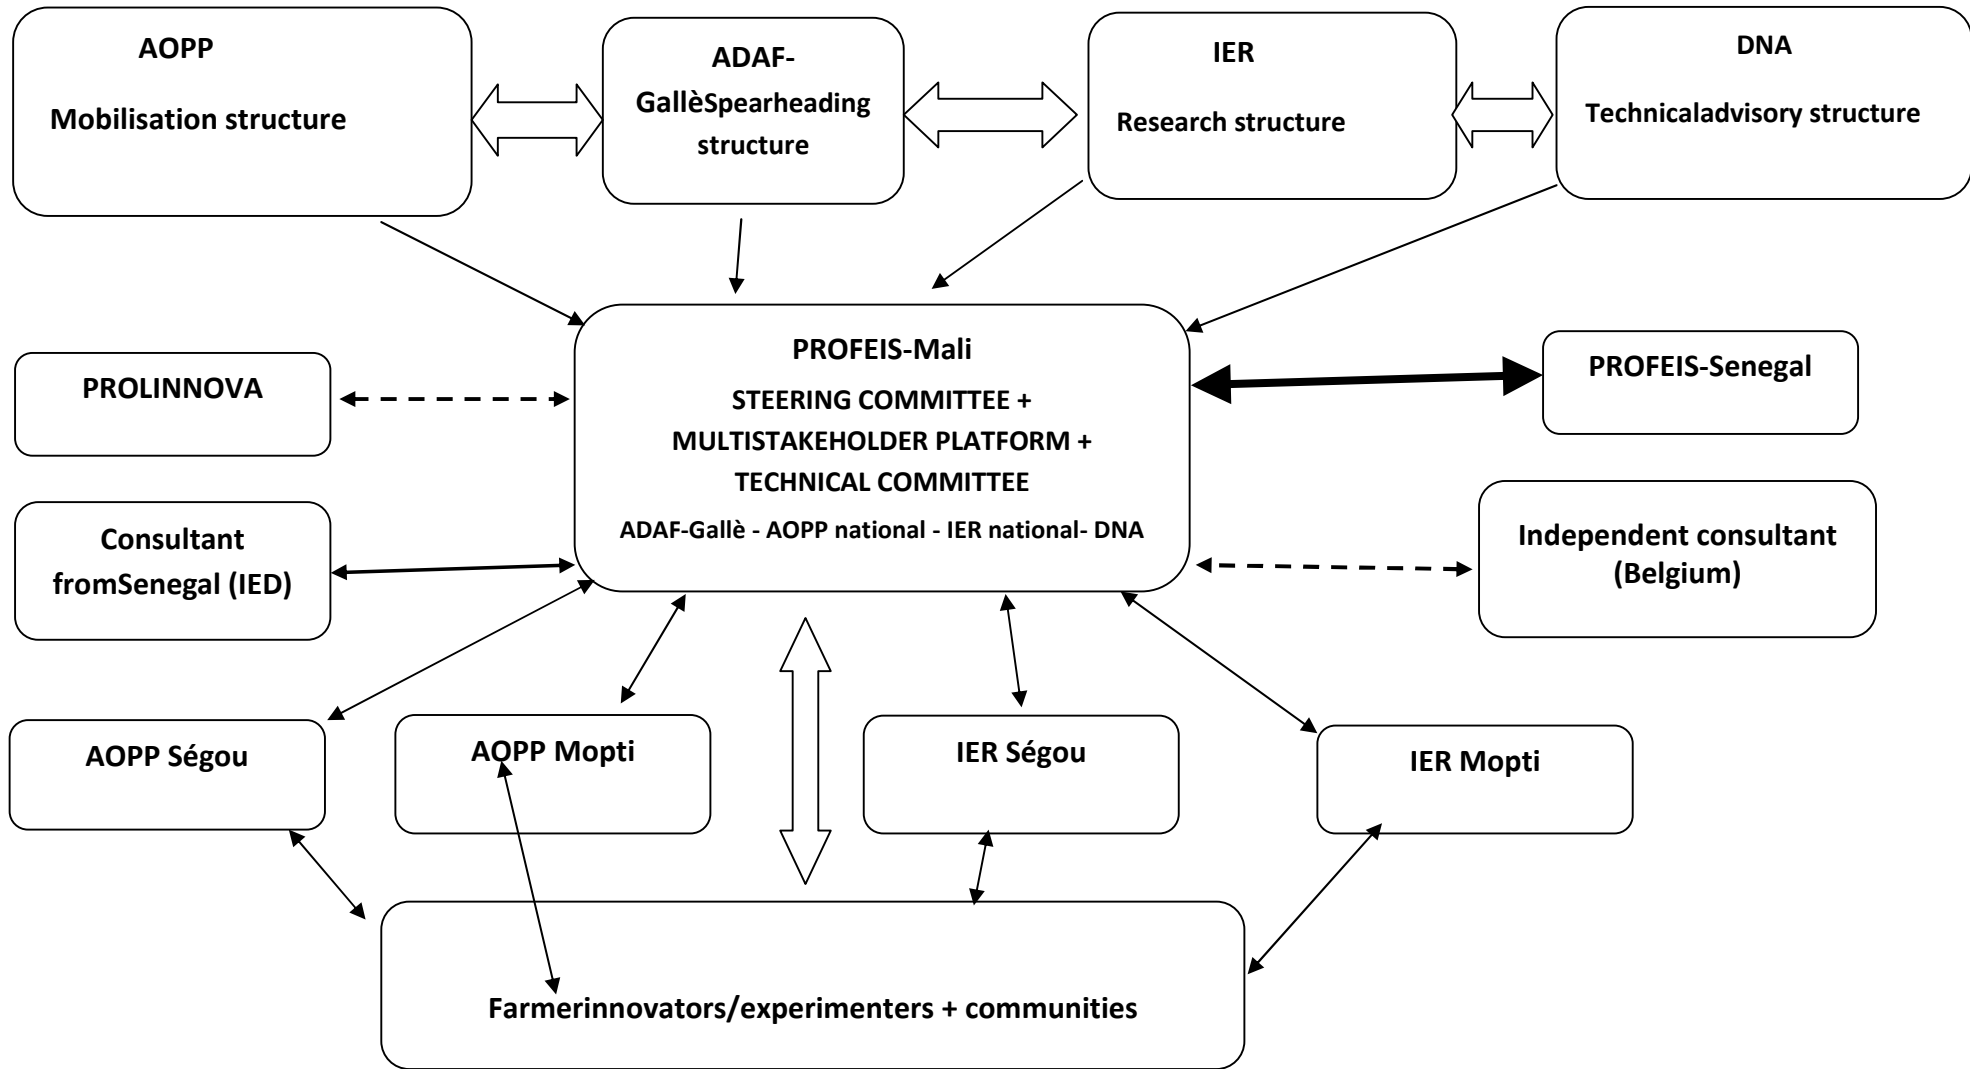 AOPP
Mobilisation structure
ADAF-
GallèSpearheading
structure
IER
Research structure
DNA
Technicaladvisory structure
PROFEIS-Mali
STEERING COMMITTEE +
MULTISTAKEHOLDER PLATFORM +
TECHNICAL COMMITTEE
ADAF-Gallè - AOPP national - IER national- DNA
PROLINNOVA
PROFEIS-Senegal
Consultant
fromSenegal (IED)
Independent consultant
(Belgium)
AOPP Ségou
AOPP Mopti
IER Ségou
IER Mopti
Farmerinnovators/experimenters + communities